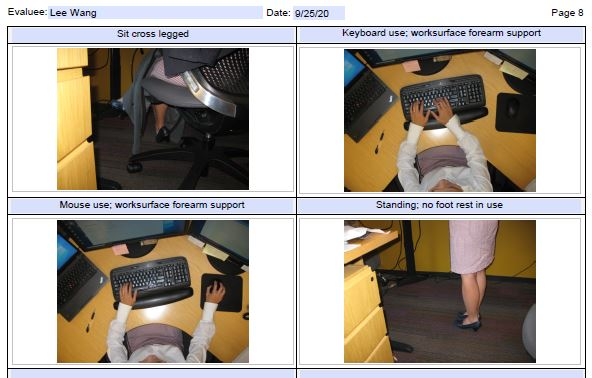 Evaluee: Lee Wang Date: 9/25/20 Page 8
Sit cross legged
Keyboard use; worksurface forearm support
Mouse use; worksurface forearm support
Standing; no foot rest in use